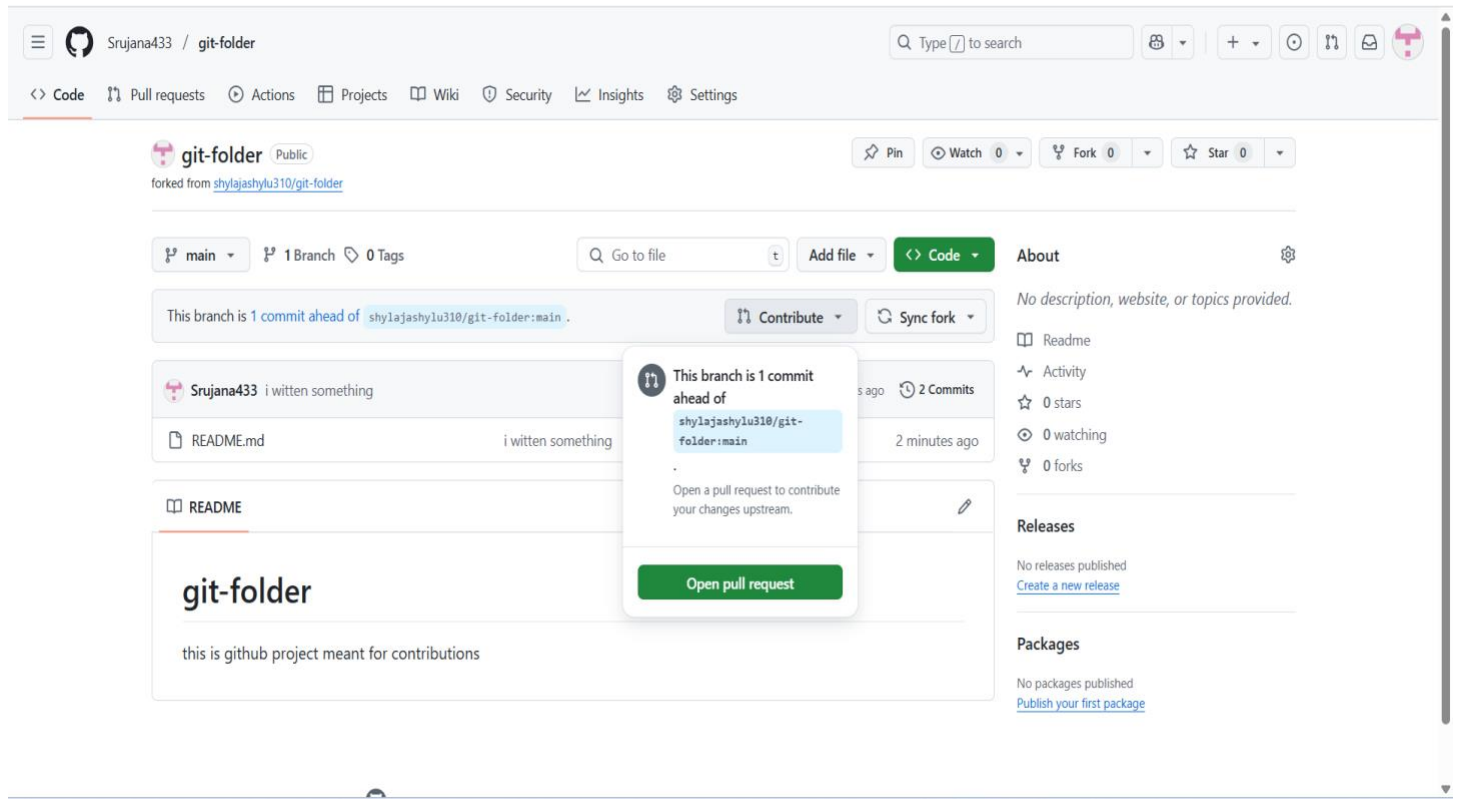 Srujana433 / git-folder
Type / to search
Code Pull requests Actions Projects Wiki Security Insights Settings
git-folder Public
Pin Watch 0 Fork 0 Star 0
forked from shylajashylu310/git-folder
main 1 Branch 0 Tags
Go to file t Add file Code
About
No description, website, or topics provided.
This branch is 1 commit ahead of shylajashylu310/git-folder:main .
Contribute Sync fork
Readme
Activity
0 stars
0 watching
0 forks
Srujana433 i witten something
s ago 2 Commits
README.md i witten something 2 minutes ago
This branch is 1 commit
ahead of
shylajashylu310/git-
folder:main
.
Open a pull request to contribute
your changes upstream.
Open pull request
README
git-folder
this is github project meant for contributions
Releases
No releases published
Create a new release
Packages
No packages published
Publish your first package